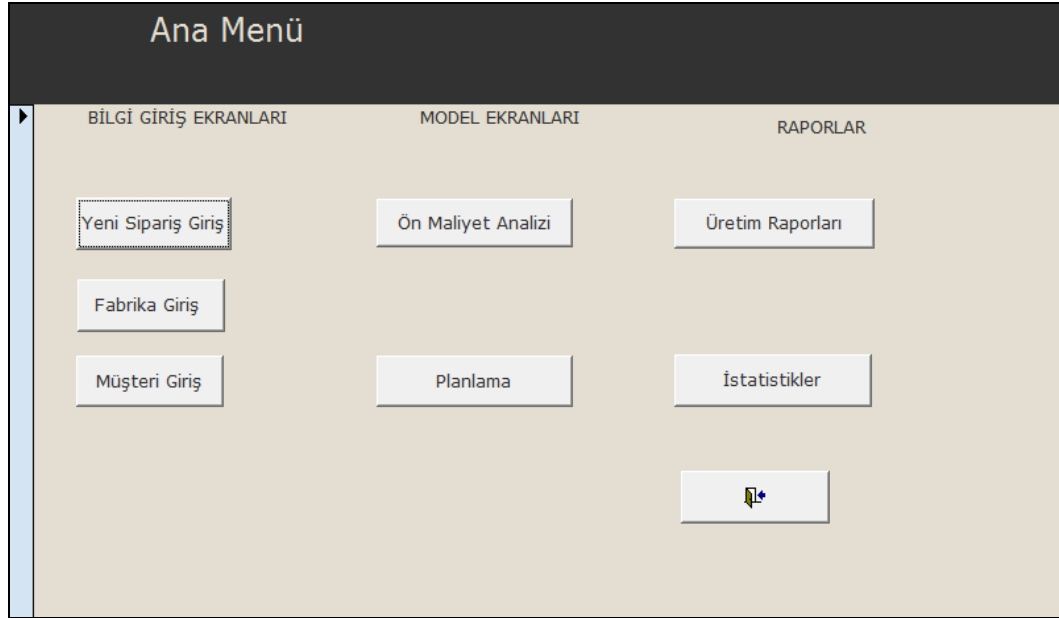 Ana Menü
BİLGİ GİRİŞ EKRANLARI
MODEL EKRANLARI
RAPORLAR
Yeni Sipariş Giriş
Ön Maliyet Analizi
Üretim Raporları
Fabrika Giriş
Müşteri Giriş
Planlama
İstatistikler